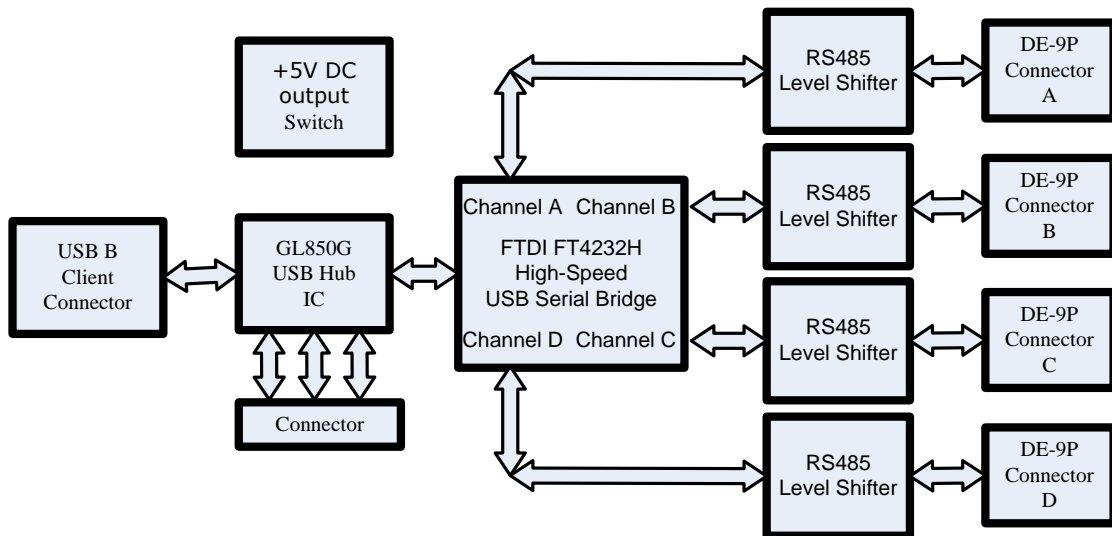 +5V DC
output
Switch
USB B
Client
Connector
GL850G
USB Hub
IC
Connector
Channel A Channel B
FTDI FT4232H
High-Speed
USB Serial Bridge
Channel D Channel C
RS485
Level Shifter
DE-9P
Connector
A
RS485
Level Shifter
DE-9P
Connector
B
RS485
Level Shifter
DE-9P
Connector
C
RS485
Level Shifter
DE-9P
Connector
D